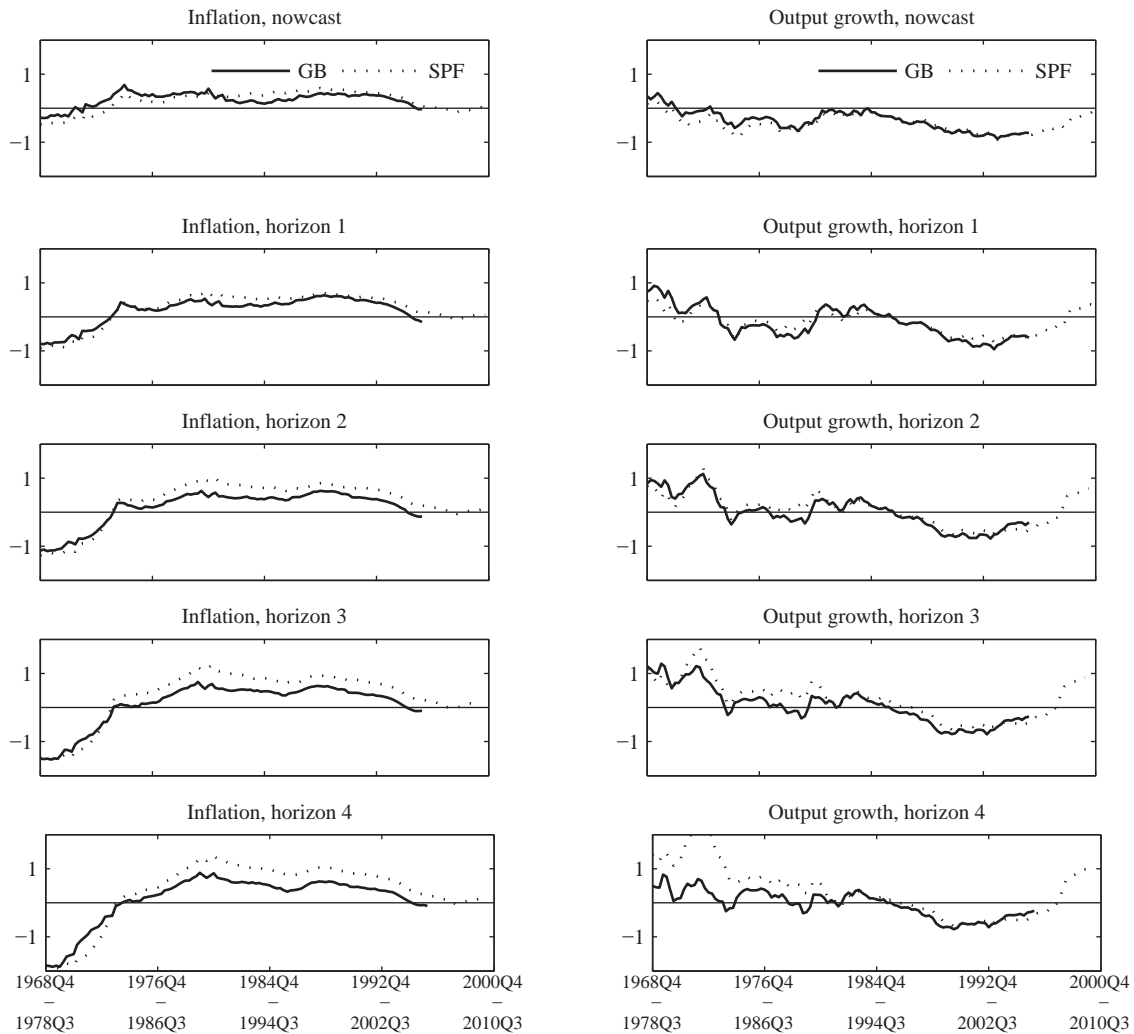 Inflation, nowcast
Output growth, nowcast
1
GB
SPF
−1
1
GB
SPF
−1
Inflation, horizon 1
Output growth, horizon 1
1
−1
1
−1
Inflation, horizon 2
Output growth, horizon 2
1
−1
1
−1
Inflation, horizon 3
Output growth, horizon 3
1
−1
1
−1
Inflation, horizon 4
Output growth, horizon 4
1
−1
1
−1
1968Q4 1976Q4 1984Q4 1992Q4 2000Q4
– – – – –
1978Q3 1986Q3 1994Q3 2002Q3 2010Q3
1968Q4 1976Q4 1984Q4 1992Q4 2000Q4
– – – – –
1978Q3 1986Q3 1994Q3 2002Q3 2010Q3